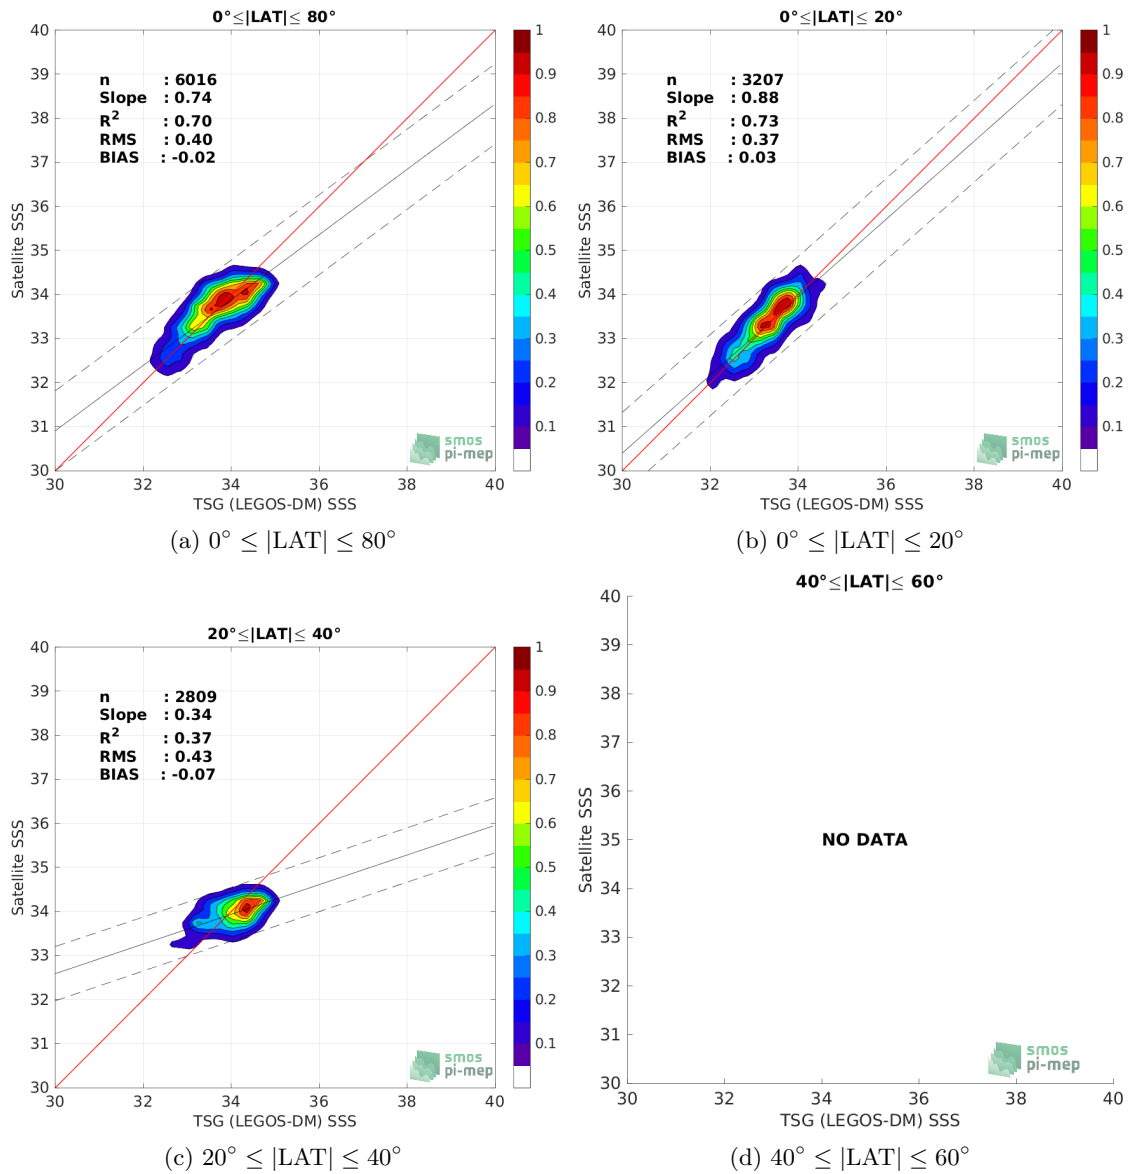 0°≤|LAT|≤ 80°
40
39
38
37
36
35
34
33
32
31
30
Satellite SSS
n : 6016
Slope : 0.74
R² : 0.70
RMS : 0.40
BIAS : -0.02
smos
pi-mep
30 32 34 36 38 40
TSG (LEGOS-DM) SSS
1
0.9
0.8
0.7
0.6
0.5
0.4
0.3
0.2
0.1
(a) 0° ≤ |LAT| ≤ 80°
0°≤|LAT|≤ 20°
40
39
38
37
36
35
34
33
32
31
30
Satellite SSS
n : 3207
Slope : 0.88
R² : 0.73
RMS : 0.37
BIAS : 0.03
smos
pi-mep
30 32 34 36 38 40
TSG (LEGOS-DM) SSS
1
0.9
0.8
0.7
0.6
0.5
0.4
0.3
0.2
0.1
(b) 0° ≤ |LAT| ≤ 20°
20°≤|LAT|≤ 40°
40
39
38
37
36
35
34
33
32
31
30
Satellite SSS
n : 2809
Slope : 0.34
R² : 0.37
RMS : 0.43
BIAS : -0.07
smos
pi-mep
30 32 34 36 38 40
TSG (LEGOS-DM) SSS
1
0.9
0.8
0.7
0.6
0.5
0.4
0.3
0.2
0.1
(c) 20° ≤ |LAT| ≤ 40°
40°≤|LAT|≤ 60°
40
39
38
37
36
35
34
33
32
31
30
Satellite SSS
NO DATA
smos
pi-mep
30 32 34 36 38 40
TSG (LEGOS-DM) SSS
(d) 40° ≤ |LAT| ≤ 60°